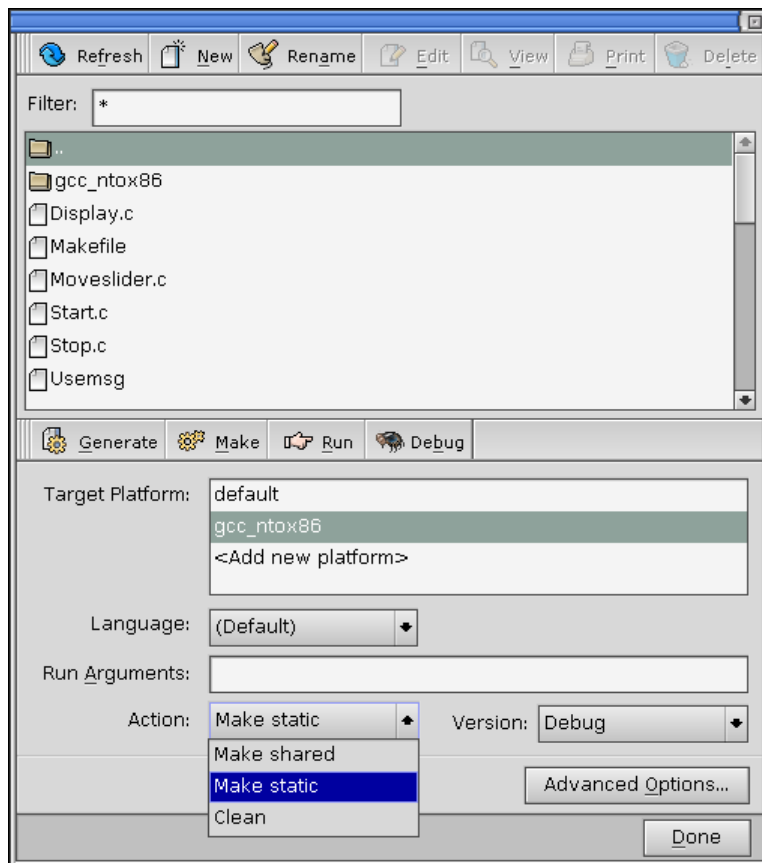 Refresh New Rename Edit View Print Delete
Filter: *
..
gcc_ntox86
Display.c
Makefile
Moveslider.c
Start.c
Stop.c
Usemsg
Generate Make Run Debug
Target Platform: default
gcc_ntox86
<Add new platform>
Language: (Default)
Run Arguments:
Action: Make static Version: Debug
Make shared
Make static Advanced Options...
Clean
Done